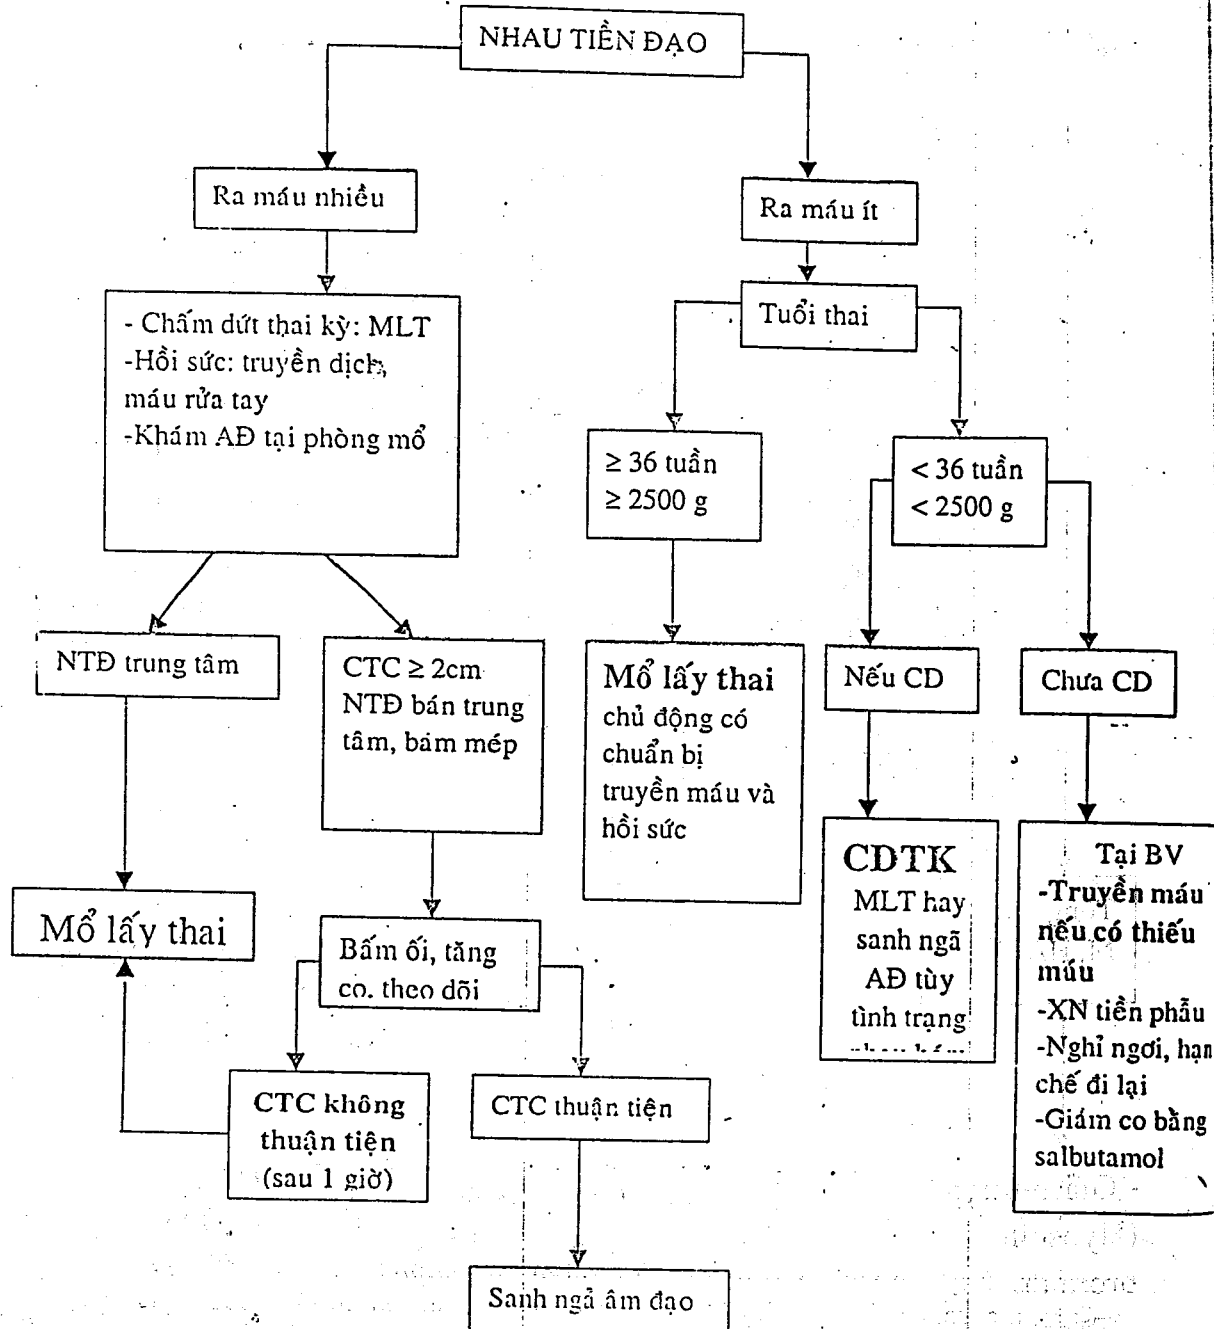 NHAU TIỀN ĐẠO
Ra máu nhiều
Ra máu ít
- Chấm dứt thai kỳ: MLT
-Hồi sức: truyền dịch,
máu rửa tay
-Khám AĐ tại phòng mổ
Tuổi thai
≥ 36 tuần
≥ 2500 g
< 36 tuần
< 2500 g
NTĐ trung tâm
CTC ≥ 2cm
NTĐ bán trung
tâm, bám mép
Mổ lấy thai
chủ động có
chuẩn bị
truyền máu và
hồi sức
Nếu CD
Chưa CD
Mổ lấy thai
Bấm ối, tăng
co. theo dõi
CDTK
MLT hay
sanh ngã
AĐ tùy
tình trạng
Tại BV
-Truyền máu
nếu có thiếu
máu
-XN tiền phẫu
-Nghỉ ngơi, hạn
chế đi lại
-Giảm co bằng
salbutamol
CTC không
thuận tiện
(sau 1 giờ)
CTC thuận tiện
Sanh ngả âm đạo